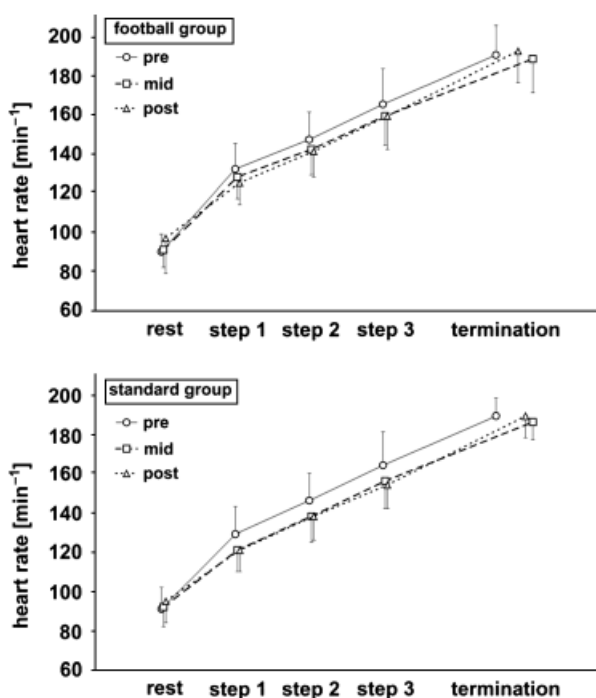 football group
pre
mid
post
heart rate [min⁻¹]
200
180
160
140
120
100
80
60
rest step 1 step 2 step 3 termination
standard group
pre
mid
post
heart rate [min⁻¹]
200
180
160
140
120
100
80
60
rest step 1 step 2 step 3 termination